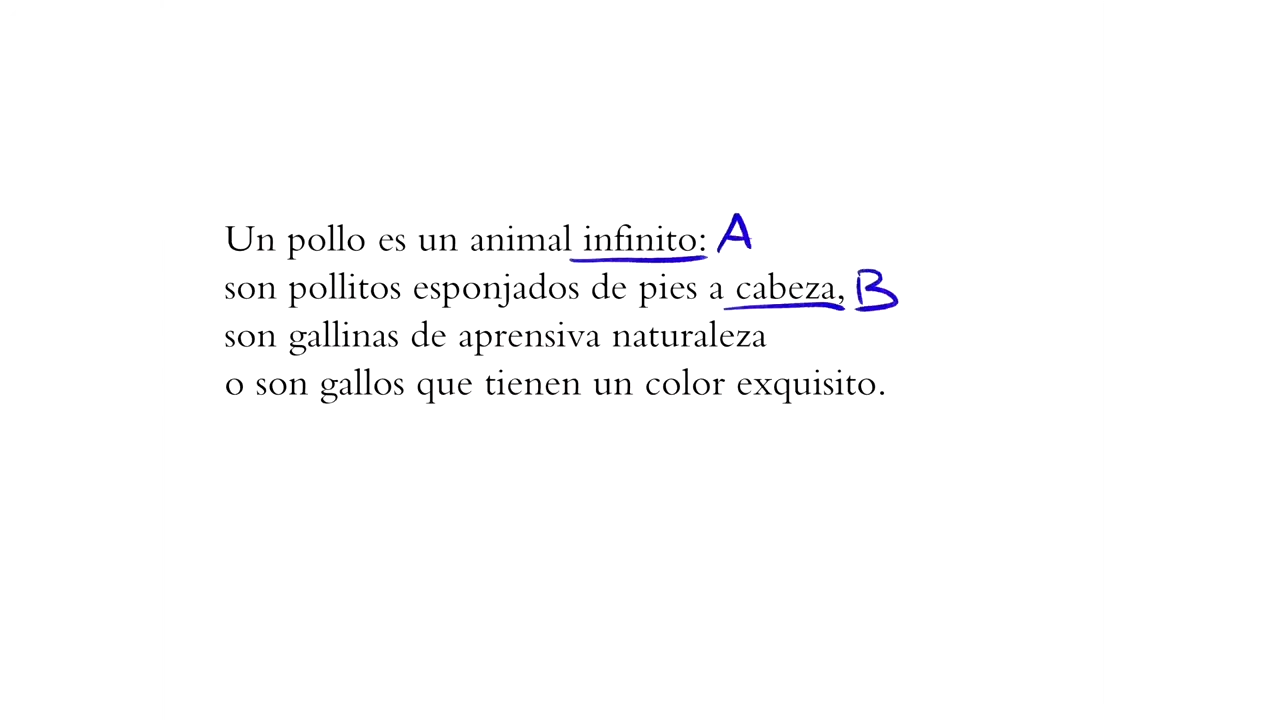 Un pollo es un animal infinito: A
son pollitos esponjados de pies a cabeza, B
son gallinas de aprensiva naturaleza
o son gallos que tienen un color exquisito.